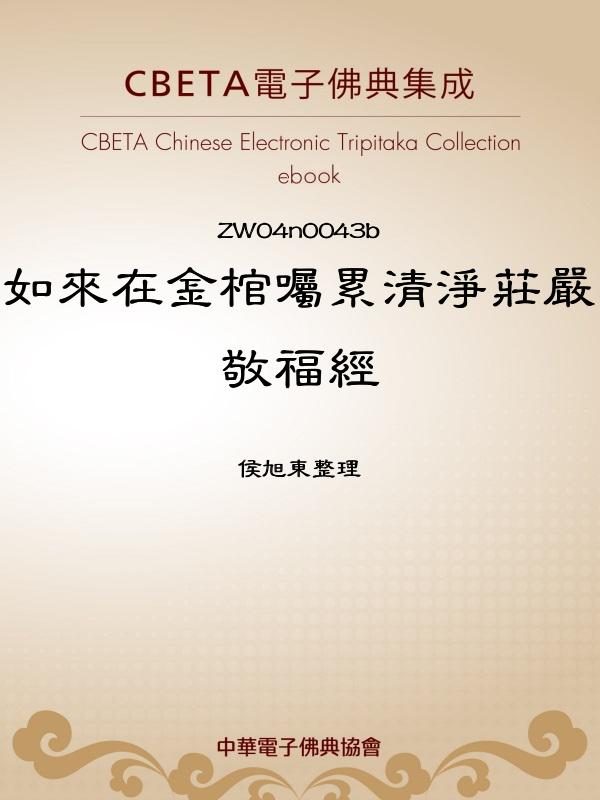 CBETA電子佛典集成
CBETA Chinese Electronic Tripitaka Collection
ebook
ZW04n0043b
如來在金棺囑累清淨莊嚴
敬福經
侯旭東整理
中華電子佛典協會